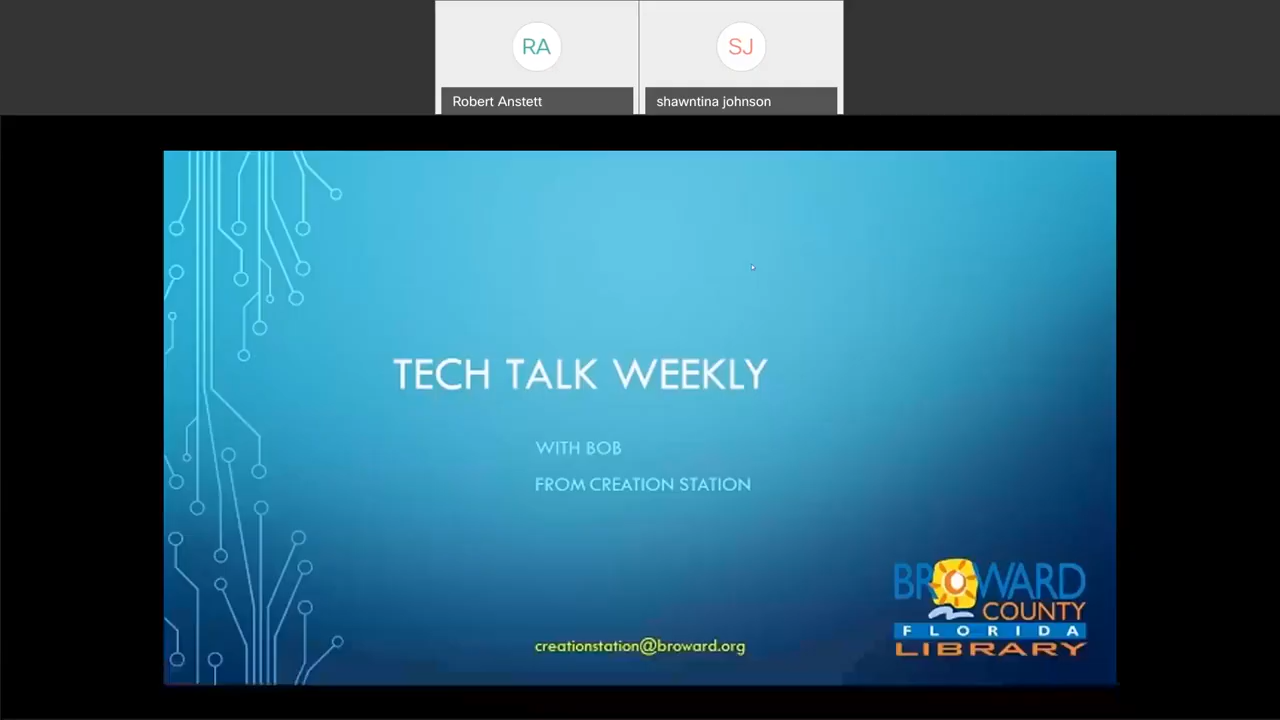 RA
SJ
Robert Anstett
shawntina johnson
TECH TALK WEEKLY
WITH BOB
FROM CREATION STATION
BROWARD
COUNTY
FLORIDA
LIBRARY
creationstation@broward.org